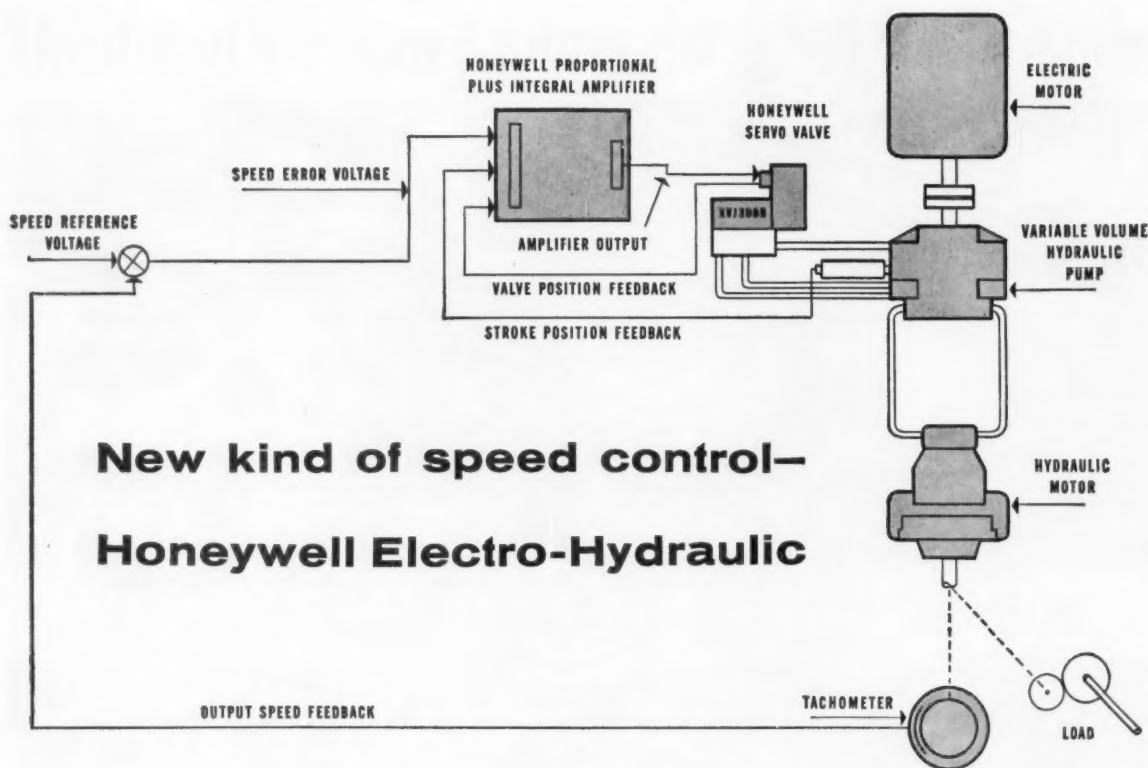 HONEYWELL PROPORTIONAL
PLUS INTEGRAL AMPLIFIER
ELECTRIC
MOTOR
HONEYWELL
SERVO VALVE
SPEED ERROR VOLTAGE
SPEED REFERENCE
VOLTAGE
AMPLIFIER OUTPUT
VARIABLE VOLUME
HYDRAULIC
PUMP
VALVE POSITION FEEDBACK
STROKE POSITION FEEDBACK
New kind of speed control—
Honeywell Electro-Hydraulic
HYDRAULIC
MOTOR
OUTPUT SPEED FEEDBACK
TACHOMETER
LOAD